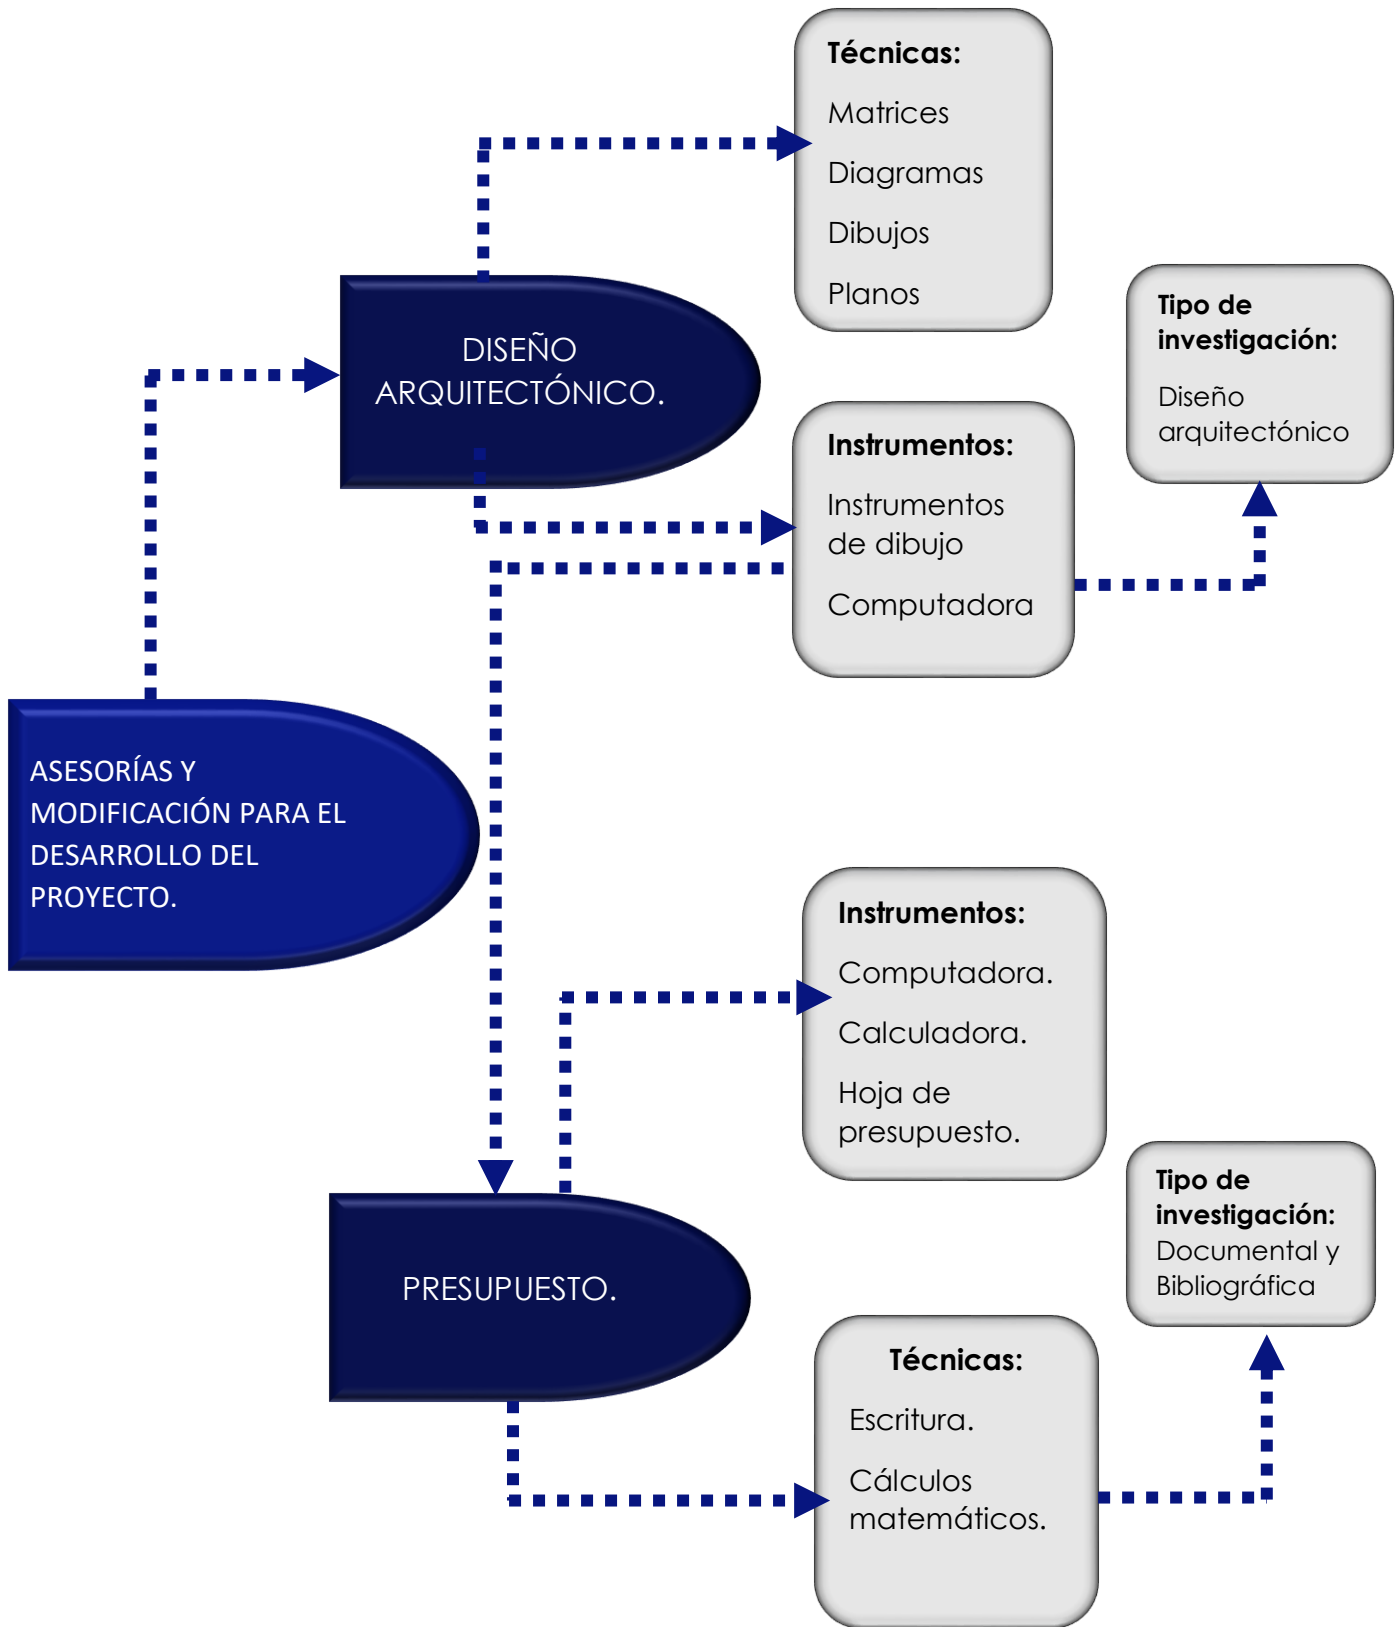 Técnicas:
Matrices
Diagramas
Dibujos
Planos
DISEÑO
ARQUITECTÓNICO.
Tipo de
investigación:
Diseño
arquitectónico
Instrumentos:
Instrumentos
de dibujo
Computadora
ASESORÍAS Y
MODIFICACIÓN PARA EL
DESARROLLO DEL
PROYECTO.
Instrumentos:
Computadora.
Calculadora.
Hoja de
presupuesto.
Tipo de
investigación:
Documental y
Bibliográfica
PRESUPUESTO.
Técnicas:
Escritura.
Cálculos
matemáticos.